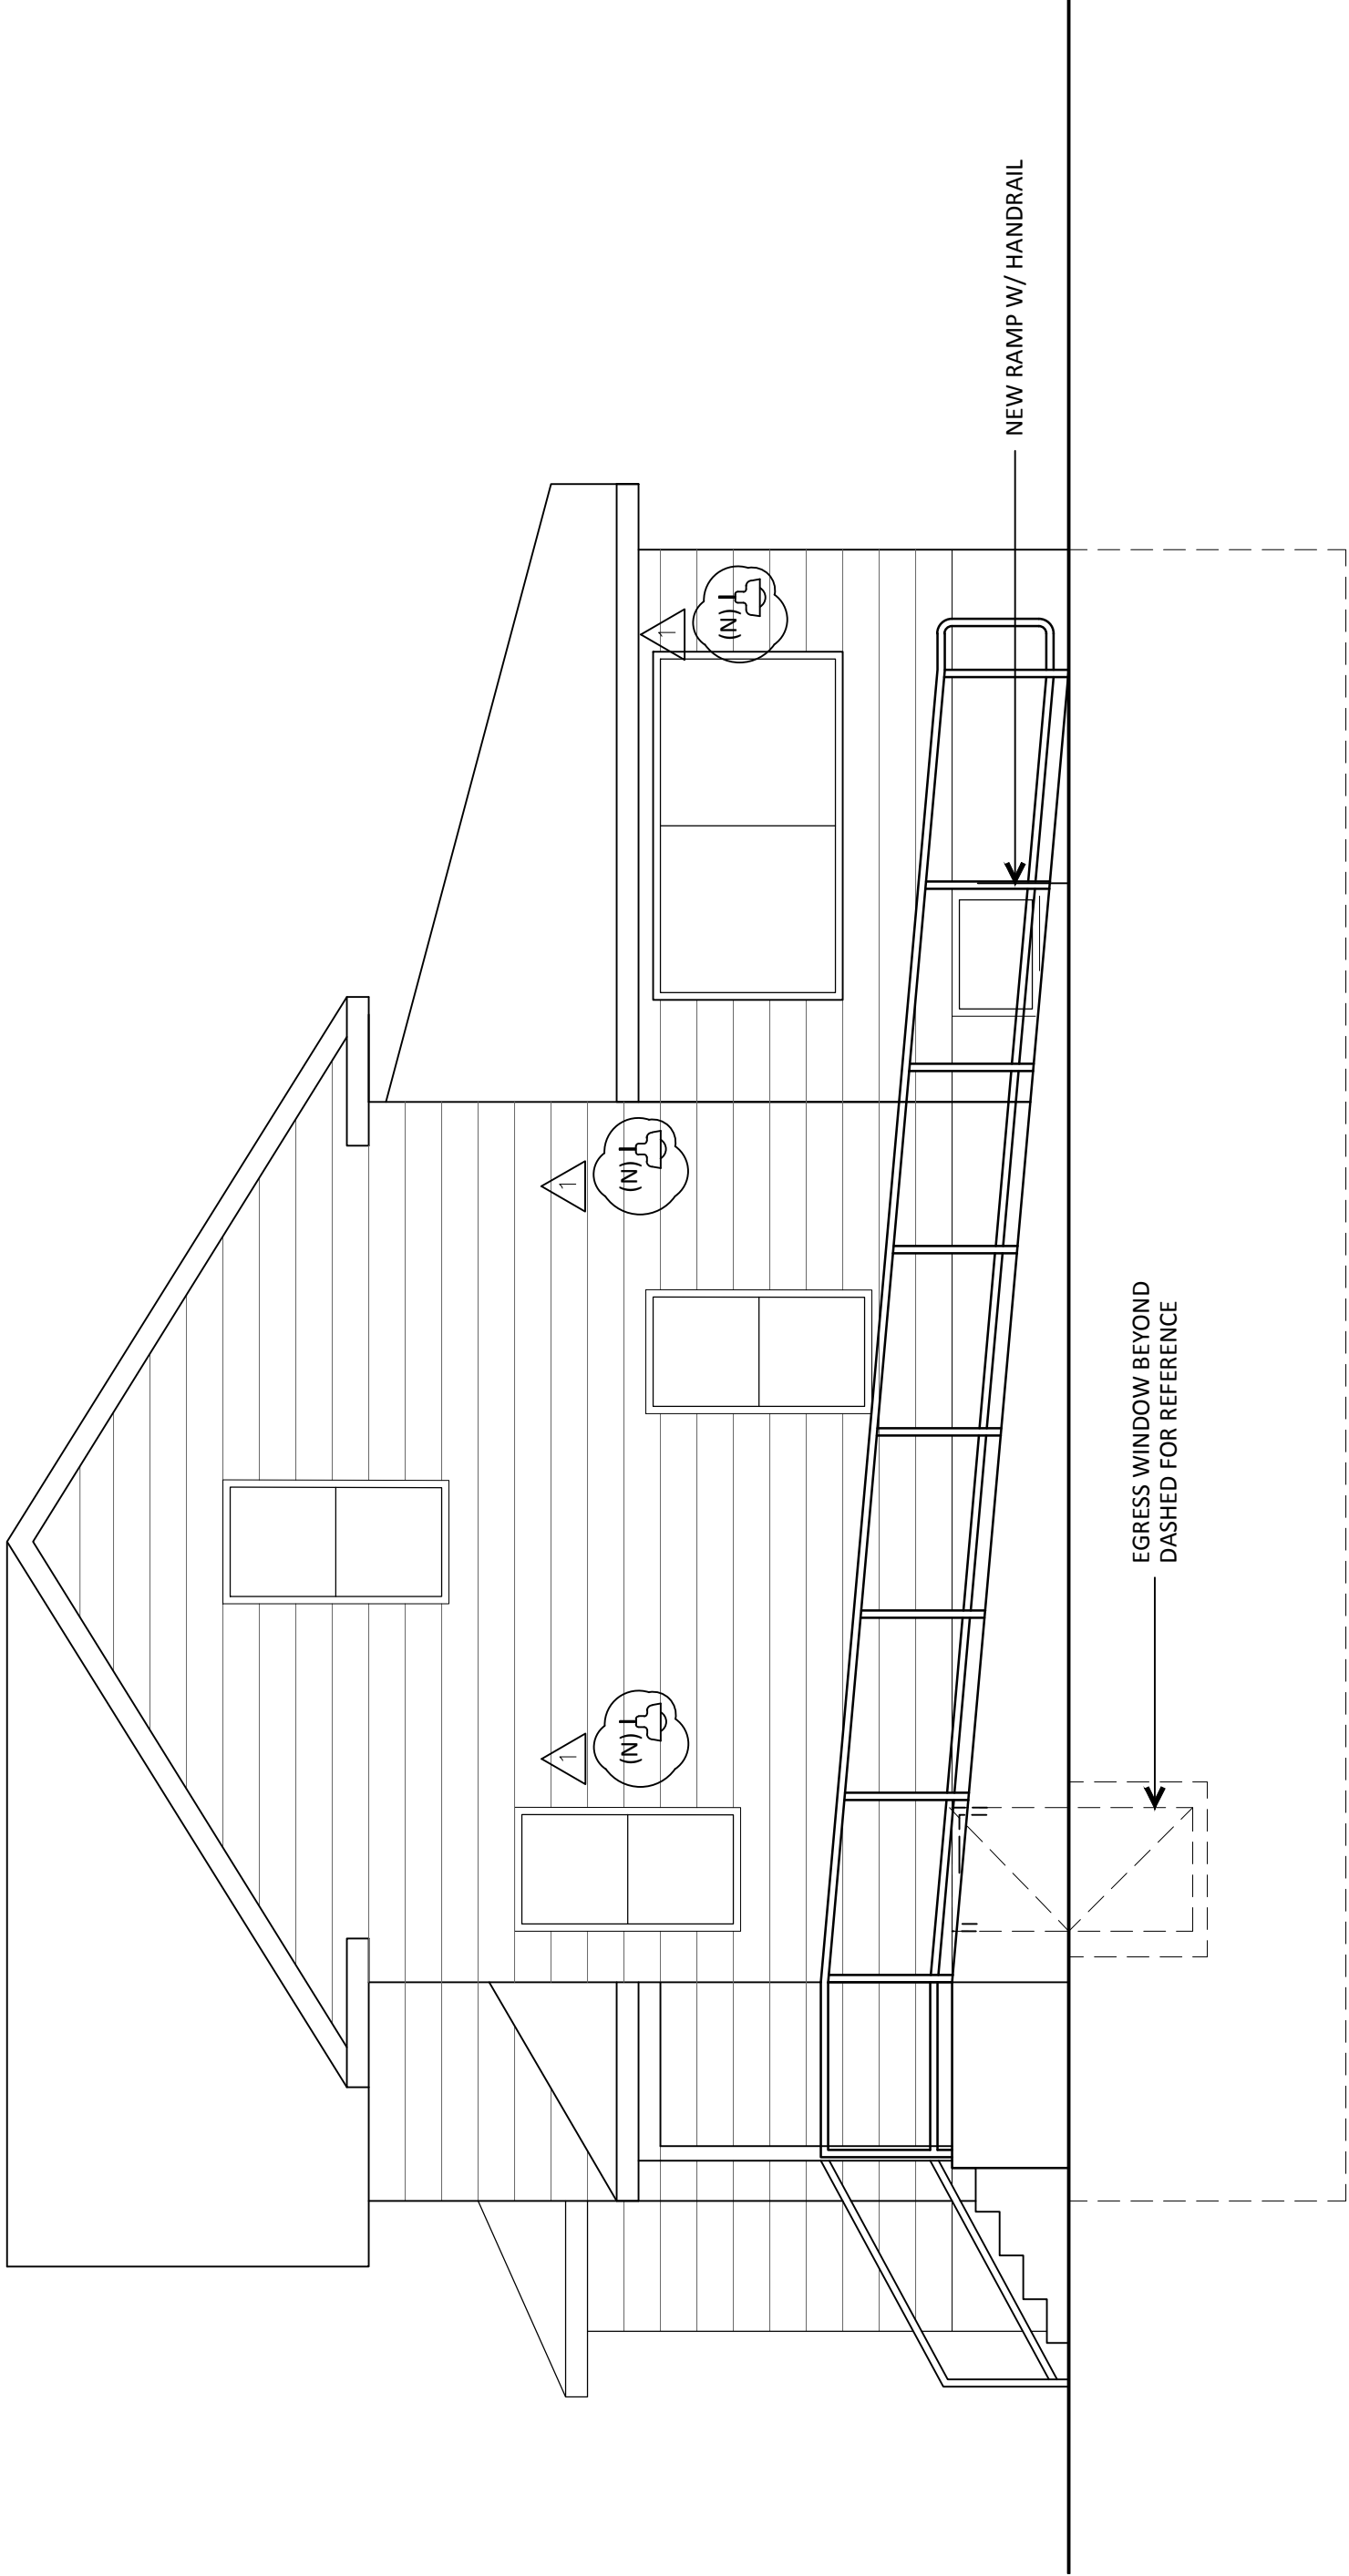 (N)
1
(N)
1
(N)
1
NEW RAMP W/ HANDRAIL
EGRESS WINDOW BEYOND
DASHED FOR REFERENCE